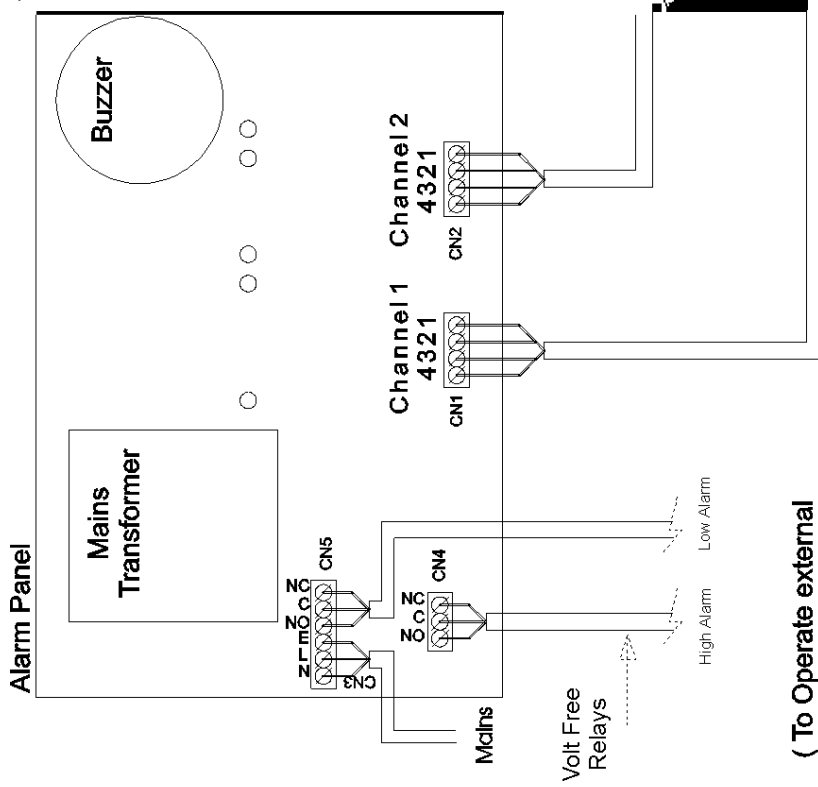 Alarm Panel
Buzzer
Mains
Transformer
Channel 1
4321
CN1
Channel 2
4321
CN2
NC
C
NO
E
L
N
CN5
CN3
NC
C
NO
CN4
Mains
Volt Free
Relays
High Alarm
Low Alarm
( To Operate external